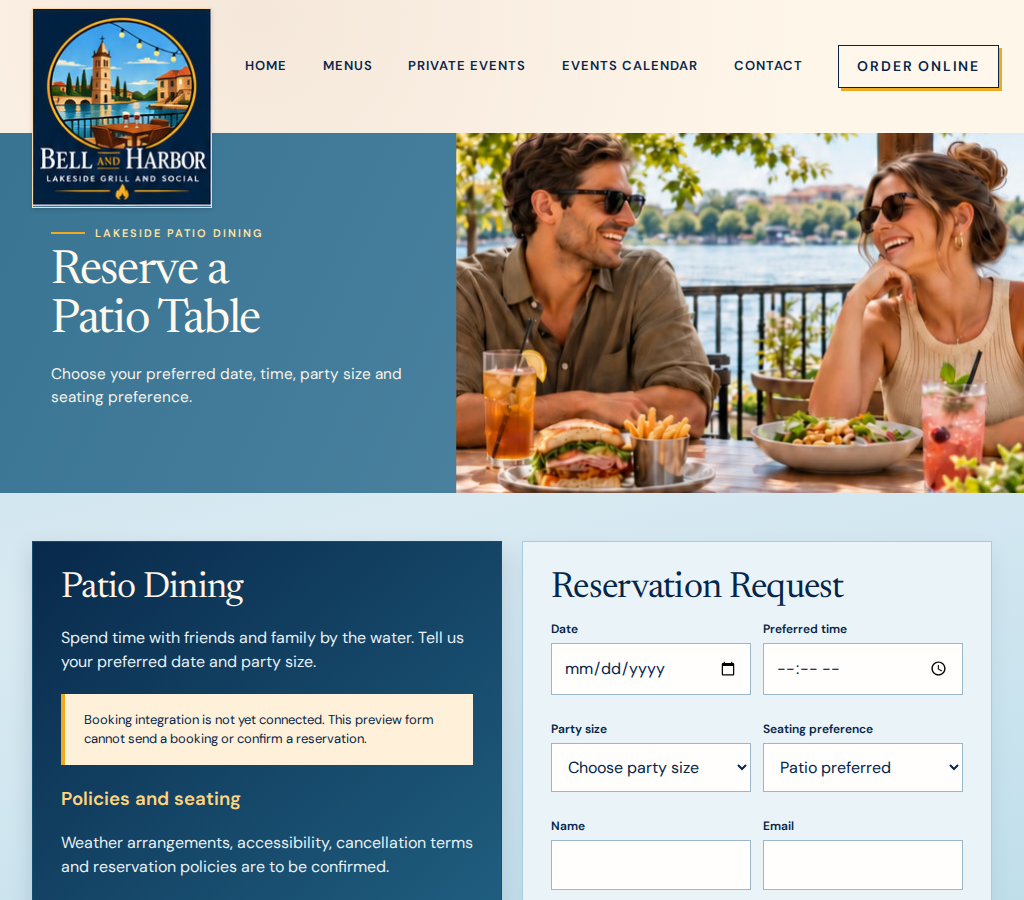 BELL AND HARBOR
LAKESIDE GRILL AND SOCIAL
HOME
MENUS
PRIVATE EVENTS
EVENTS CALENDAR
CONTACT
ORDER ONLINE
LAKESIDE PATIO DINING
Reserve a
Patio Table
Choose your preferred date, time, party size and
seating preference.
Patio Dining
Spend time with friends and family by the water. Tell us
your preferred date and party size.
Booking integration is not yet connected. This preview form
cannot send a booking or confirm a reservation.
Policies and seating
Weather arrangements, accessibility, cancellation terms
and reservation policies are to be confirmed.
Reservation Request
Date
Preferred time
mm/dd/yyyy
--:-- --
Party size
Seating preference
Choose party size
Patio preferred
Name
Email